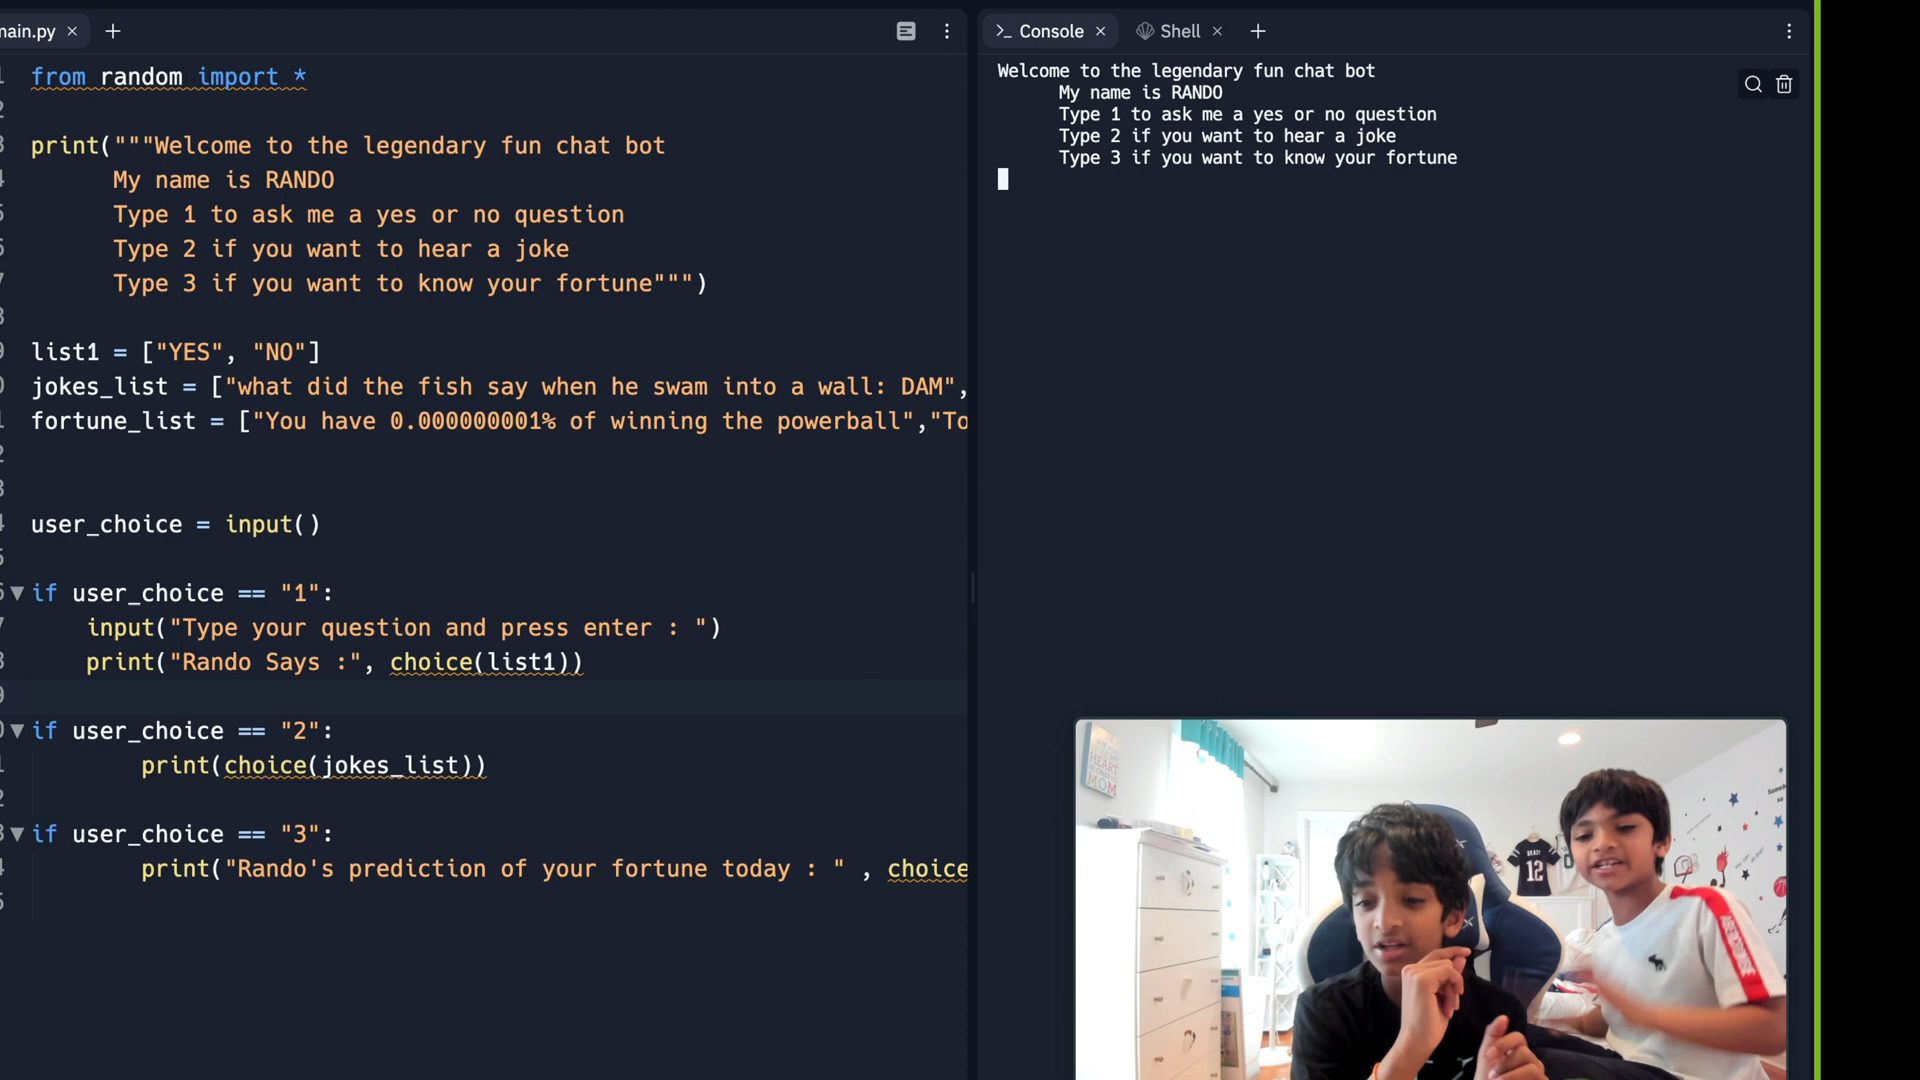 main.py
from random import *
print("""Welcome to the legendary fun chat bot
My name is RANDO
Type 1 to ask me a yes or no question
Type 2 if you want to hear a joke
Type 3 if you want to know your fortune""")
list1 = ["YES", "NO"]
jokes_list = ["what did the fish say when he swam into a wall: DAM",
fortune_list = ["You have 0.000000001% of winning the powerball","To
user_choice = input()
if user_choice == "1":
input("Type your question and press enter : ")
print("Rando Says :", choice(list1))
if user_choice == "2":
print(choice(jokes_list))
if user_choice == "3":
print("Rando's prediction of your fortune today : " , choice
Console
Shell
Welcome to the legendary fun chat bot
My name is RANDO
Type 1 to ask me a yes or no question
Type 2 if you want to hear a joke
Type 3 if you want to know your fortune
HEART
MOM
BRADY
12